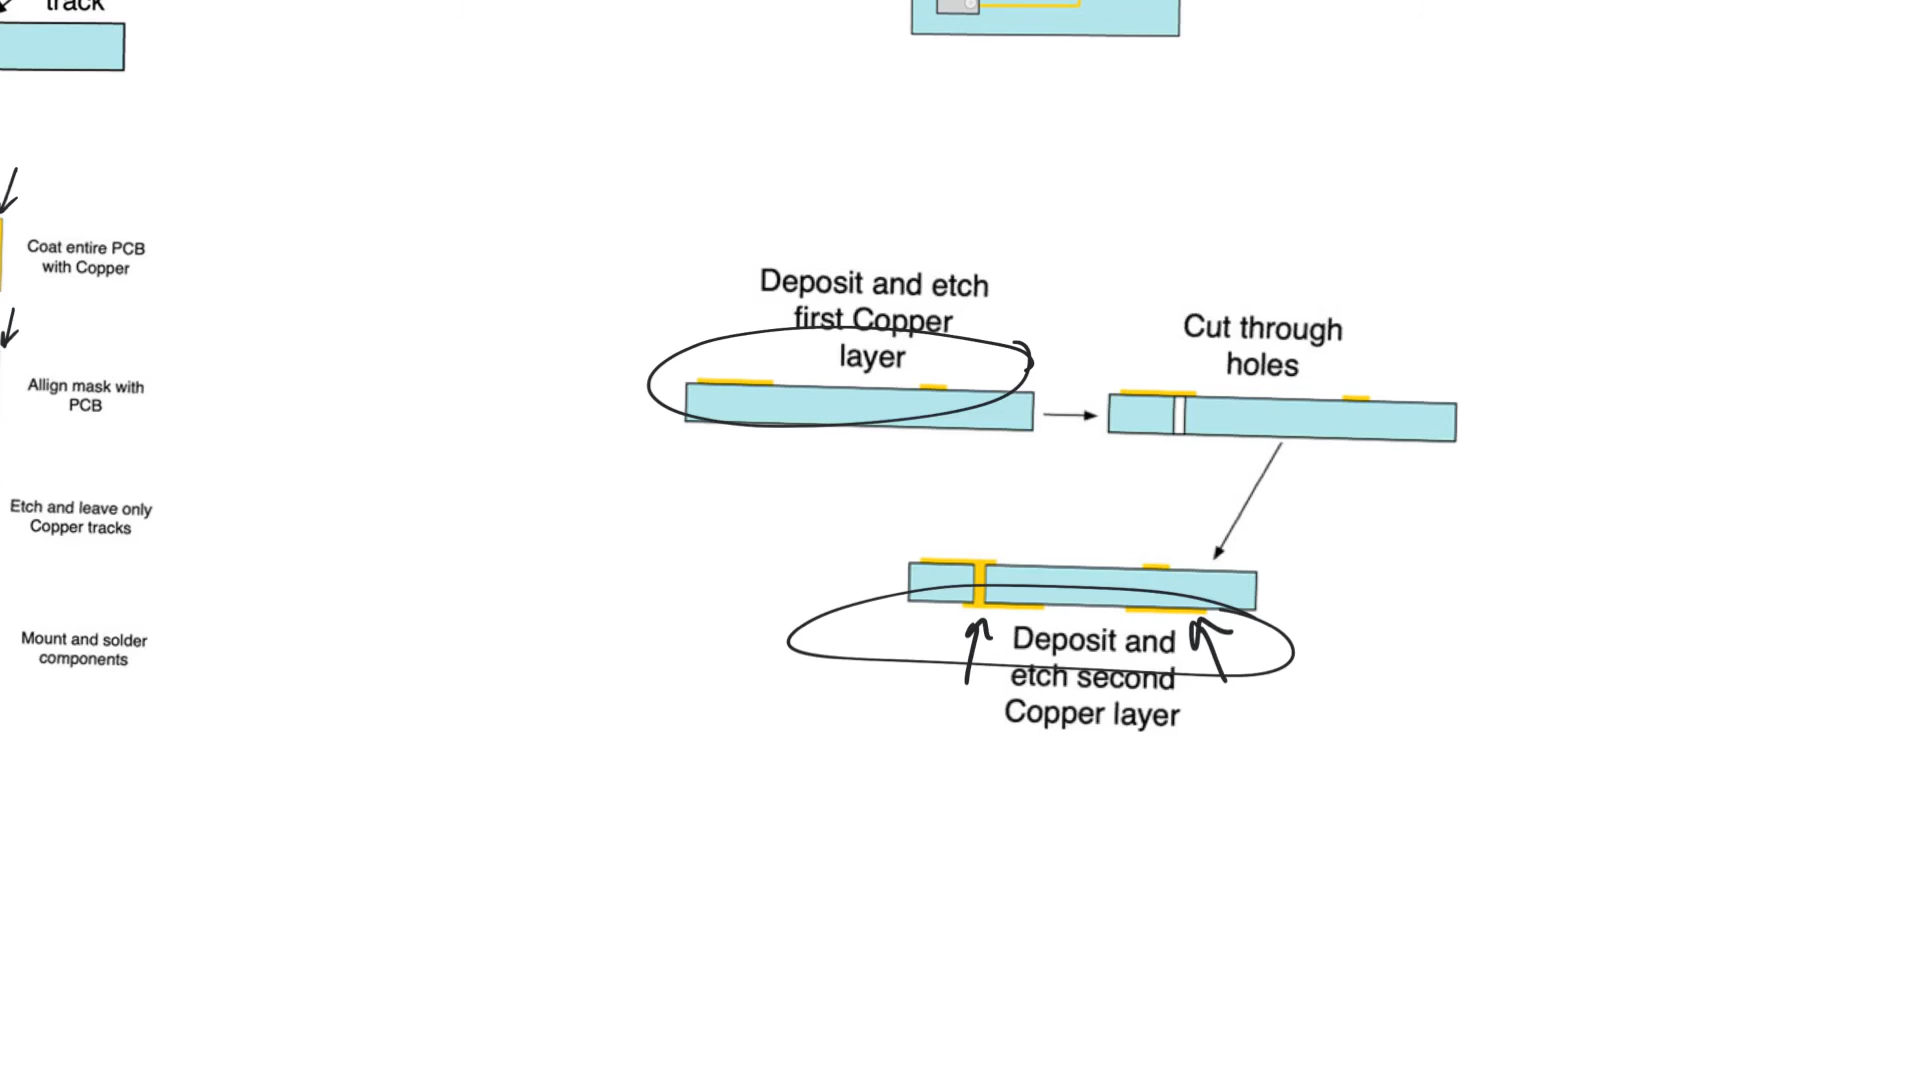 track
Coat entire PCB
with Copper
Allign mask with
PCB
Etch and leave only
Copper tracks
Mount and solder
components
Deposit and etch
first Copper
layer
Cut through
holes
Deposit and
etch second
Copper layer